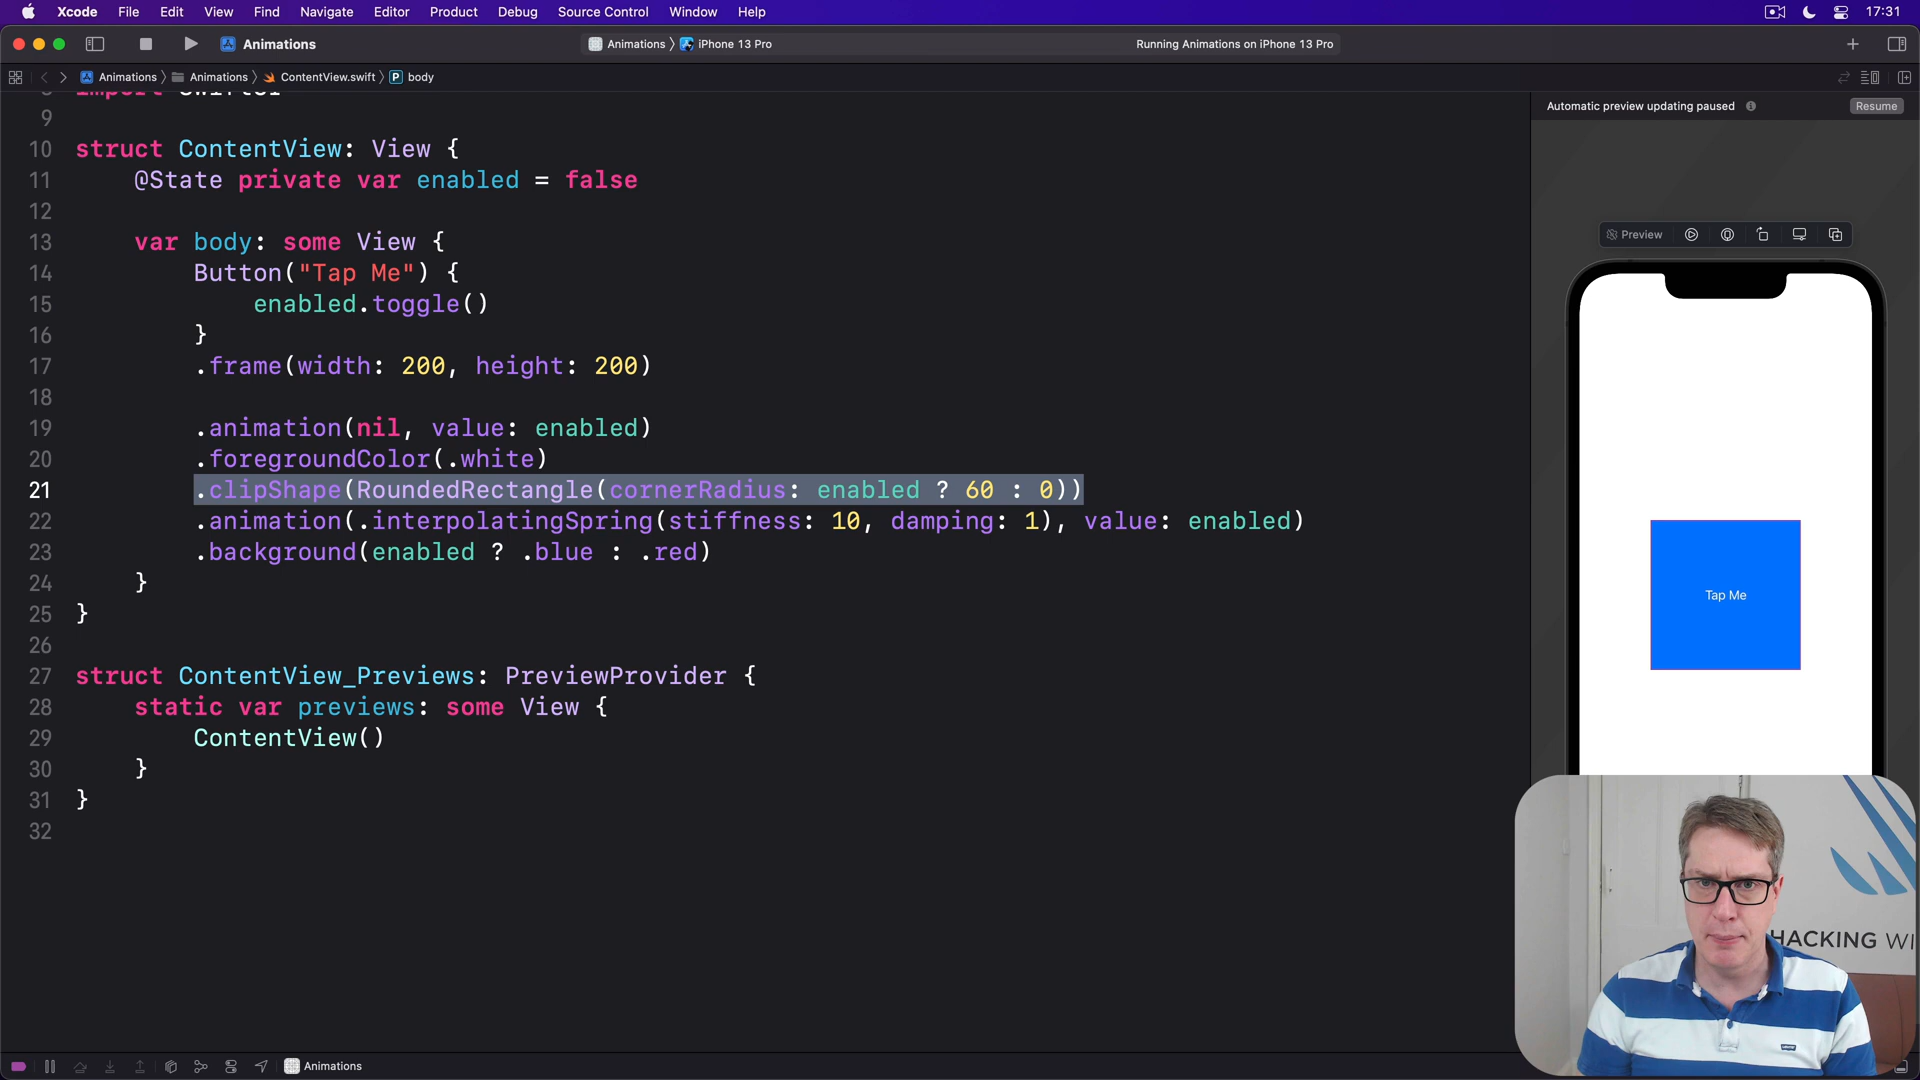 Xcode File Edit View Find Navigate Editor Product Debug Source Control Window Help 17:31
Animations Animations 〉 iPhone 13 Pro Running Animations on iPhone 13 Pro
Animations 〉 Animations 〉 ContentView.swift 〉 P body
Automatic preview updating paused Resume
8 import SwiftUI
9
10 struct ContentView: View {
11 @State private var enabled = false
12
13 var body: some View {
14 Button("Tap Me") {
15 enabled.toggle()
16 }
17 .frame(width: 200, height: 200)
18
19 .animation(nil, value: enabled)
20 .foregroundColor(.white)
21 .clipShape(RoundedRectangle(cornerRadius: enabled ? 60 : 0))
22 .animation(.interpolatingSpring(stiffness: 10, damping: 1), value: enabled)
23 .background(enabled ? .blue : .red)
24 }
25 }
26
27 struct ContentView_Previews: PreviewProvider {
28 static var previews: some View {
29 ContentView()
30 }
31 }
32
Preview
Tap Me
HACKING WI
Animations